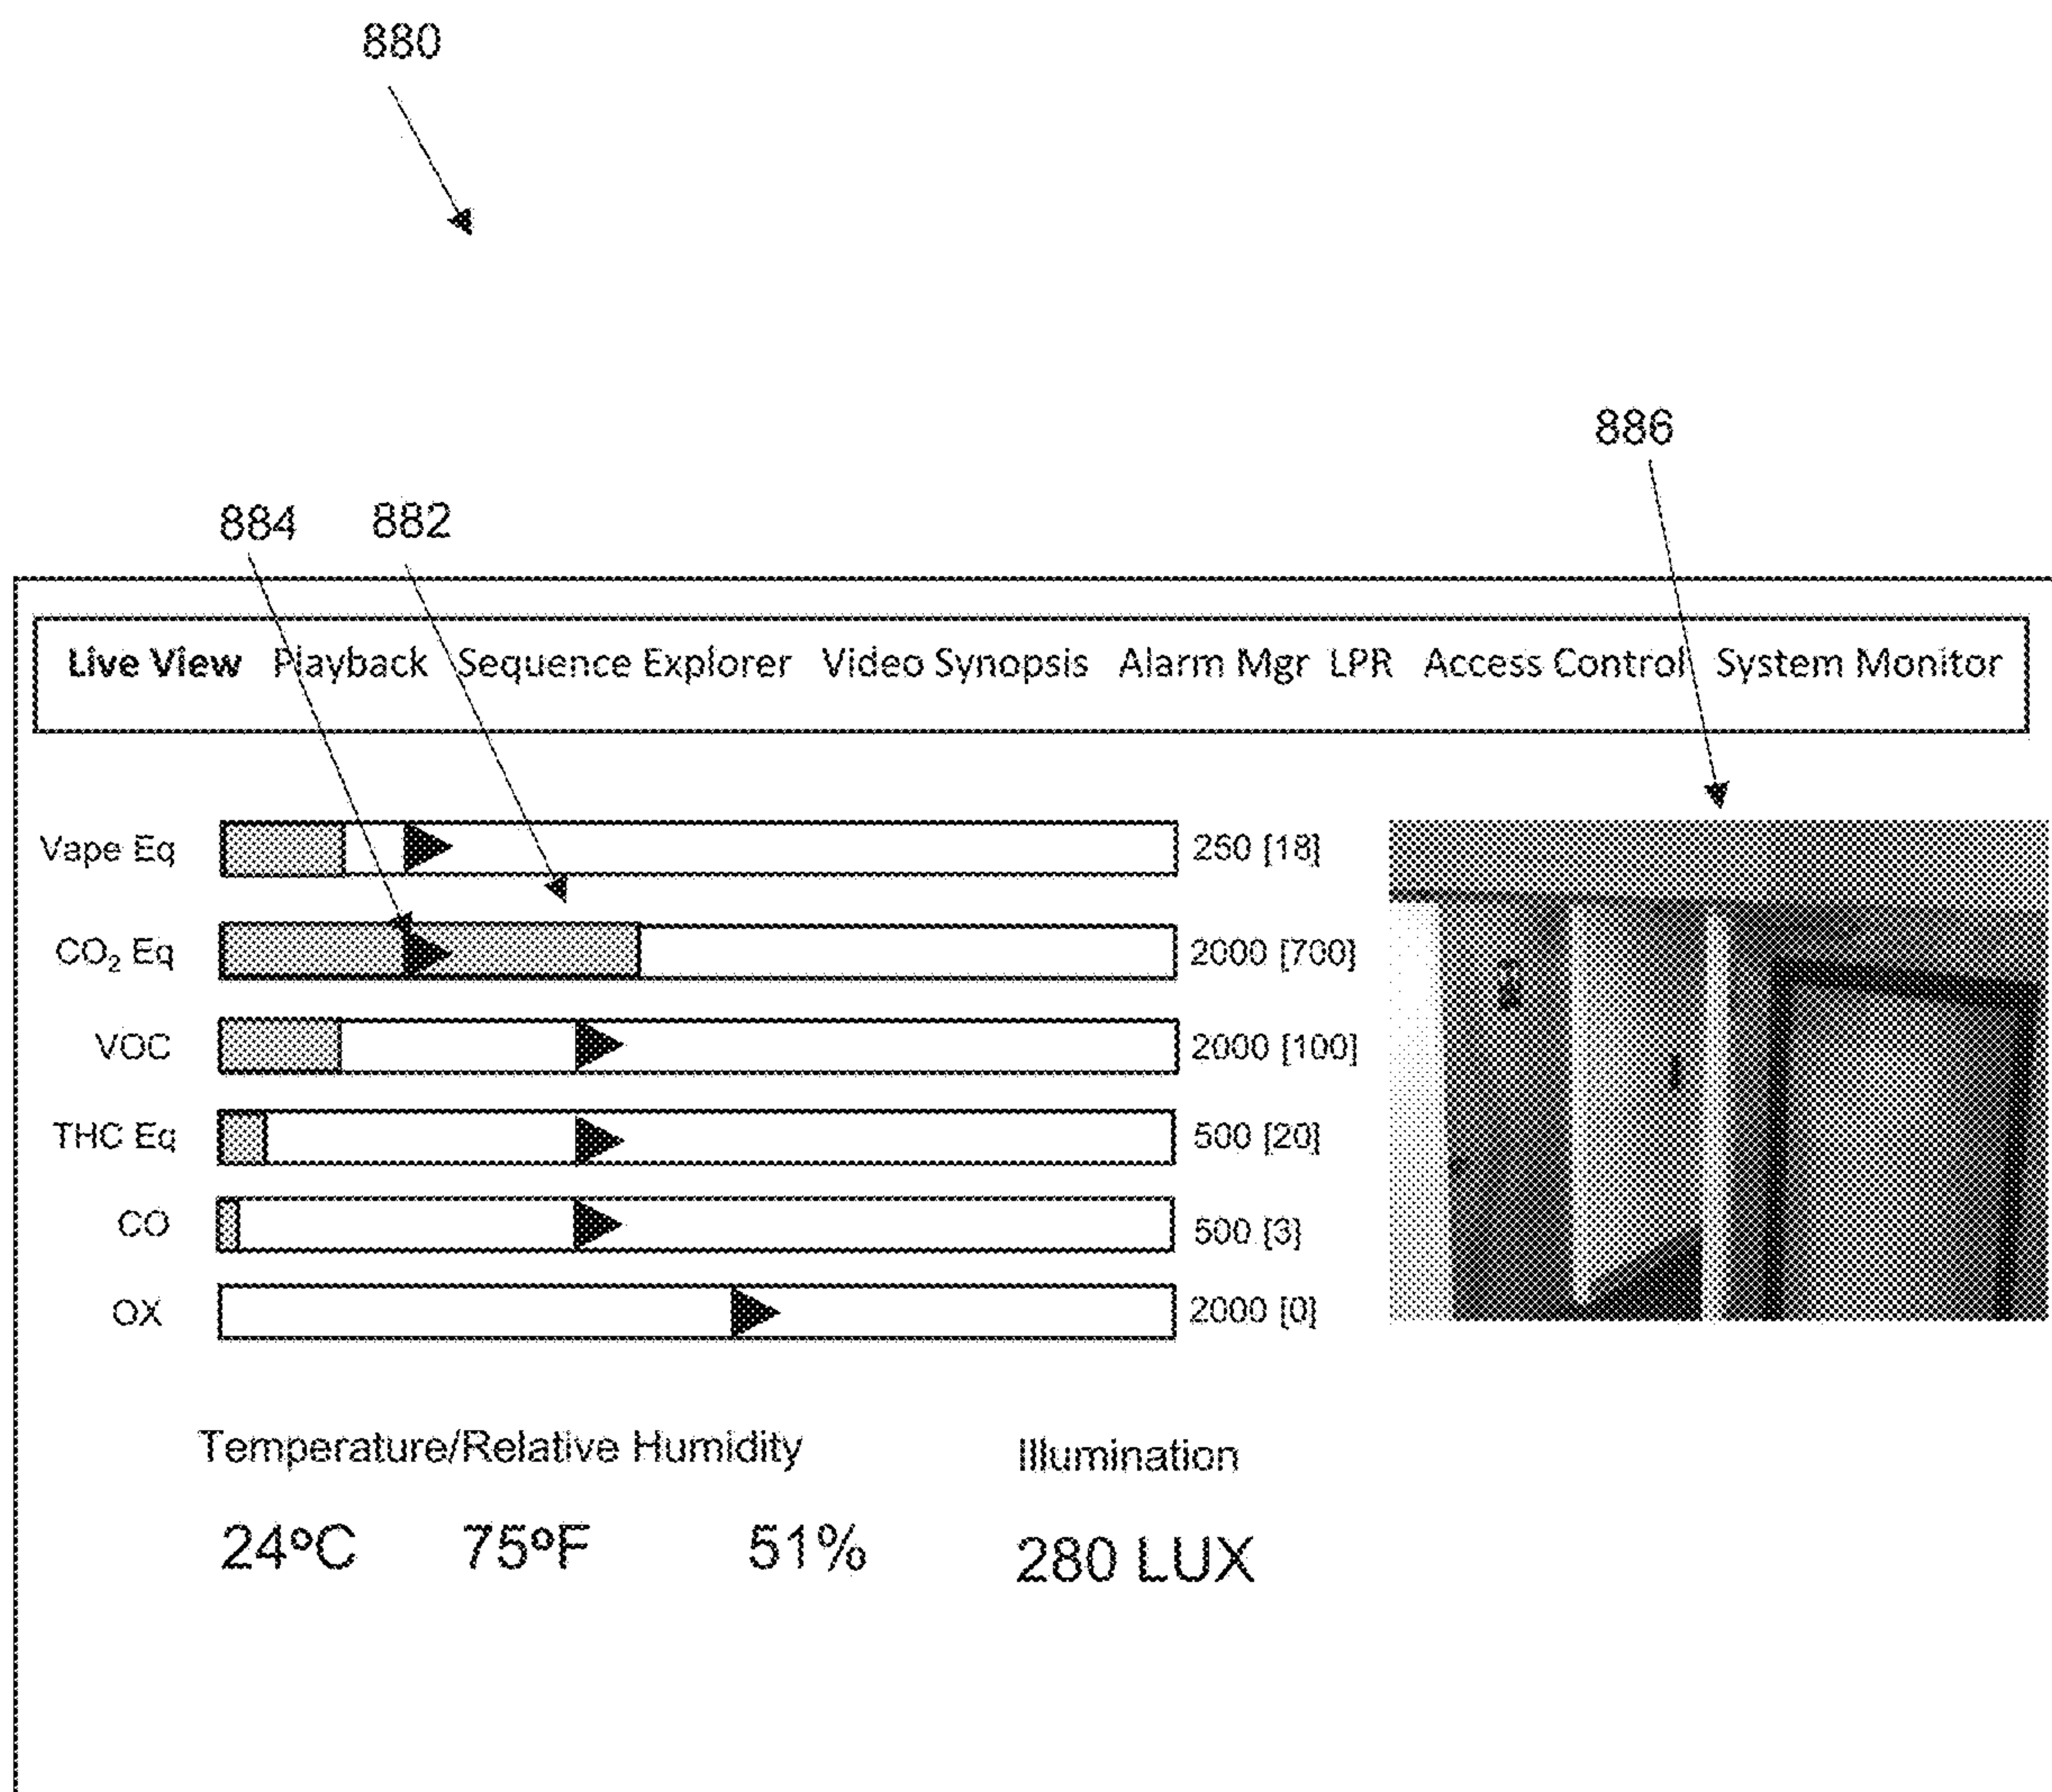 880
886
884 882
Live View Playback Sequence Explorer Video Synopsis Alarm Mgr LPR Access Control System Monitor
Vape Eq 250 [18]
CO₂ Eq 2000 [700]
VOC 2000 [100]
THC Eq 500 [20]
CO 500 [3]
OX 2000 [0]
Temperature/Relative Humidity Illumination
24ºC 75ºF 51% 280 LUX